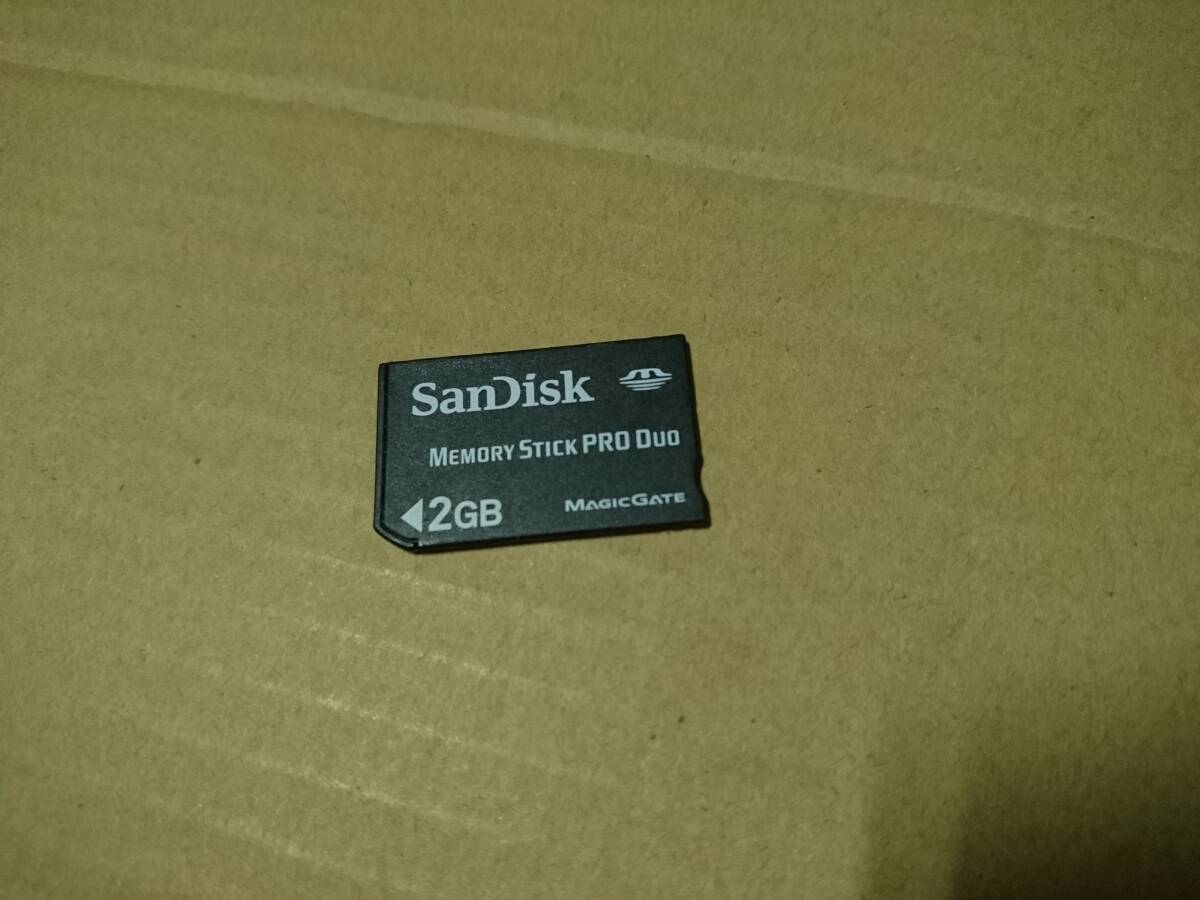 SanDisk
MEMORY STICK PRO DUO
2GB
MAGICGATE